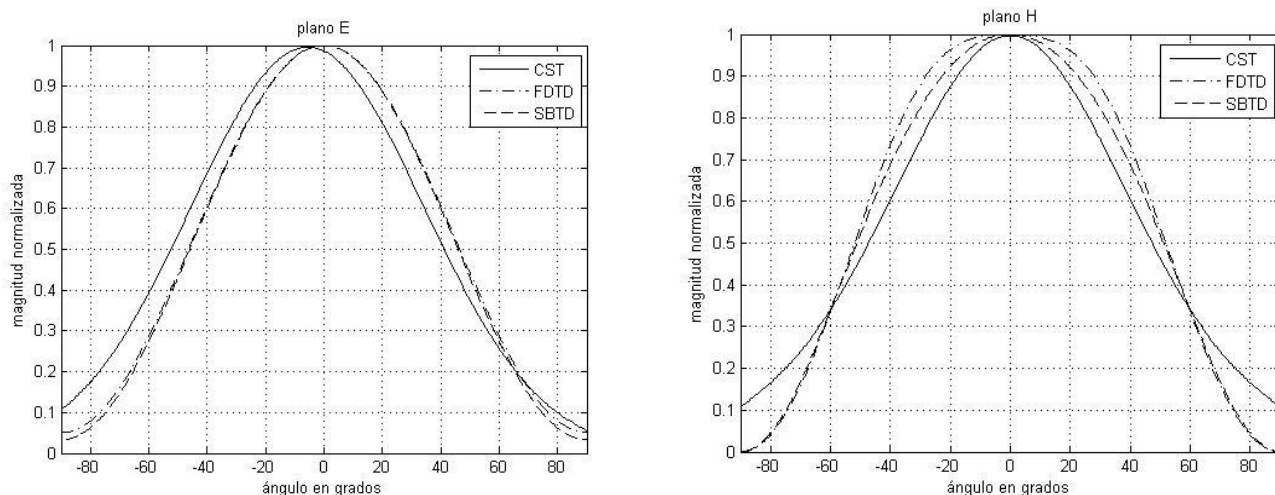 plano E
1
0.9
0.8
0.7
0.6
0.5
0.4
0.3
0.2
0.1
0
magnitud normalizada
CST
FDTD
SBTD
-80 -60 -40 -20 0 20 40 60 80
ángulo en grados
plano H
1
0.9
0.8
0.7
0.6
0.5
0.4
0.3
0.2
0.1
0
magnitud normalizada
CST
FDTD
SBTD
-80 -60 -40 -20 0 20 40 60 80
ángulo en grados